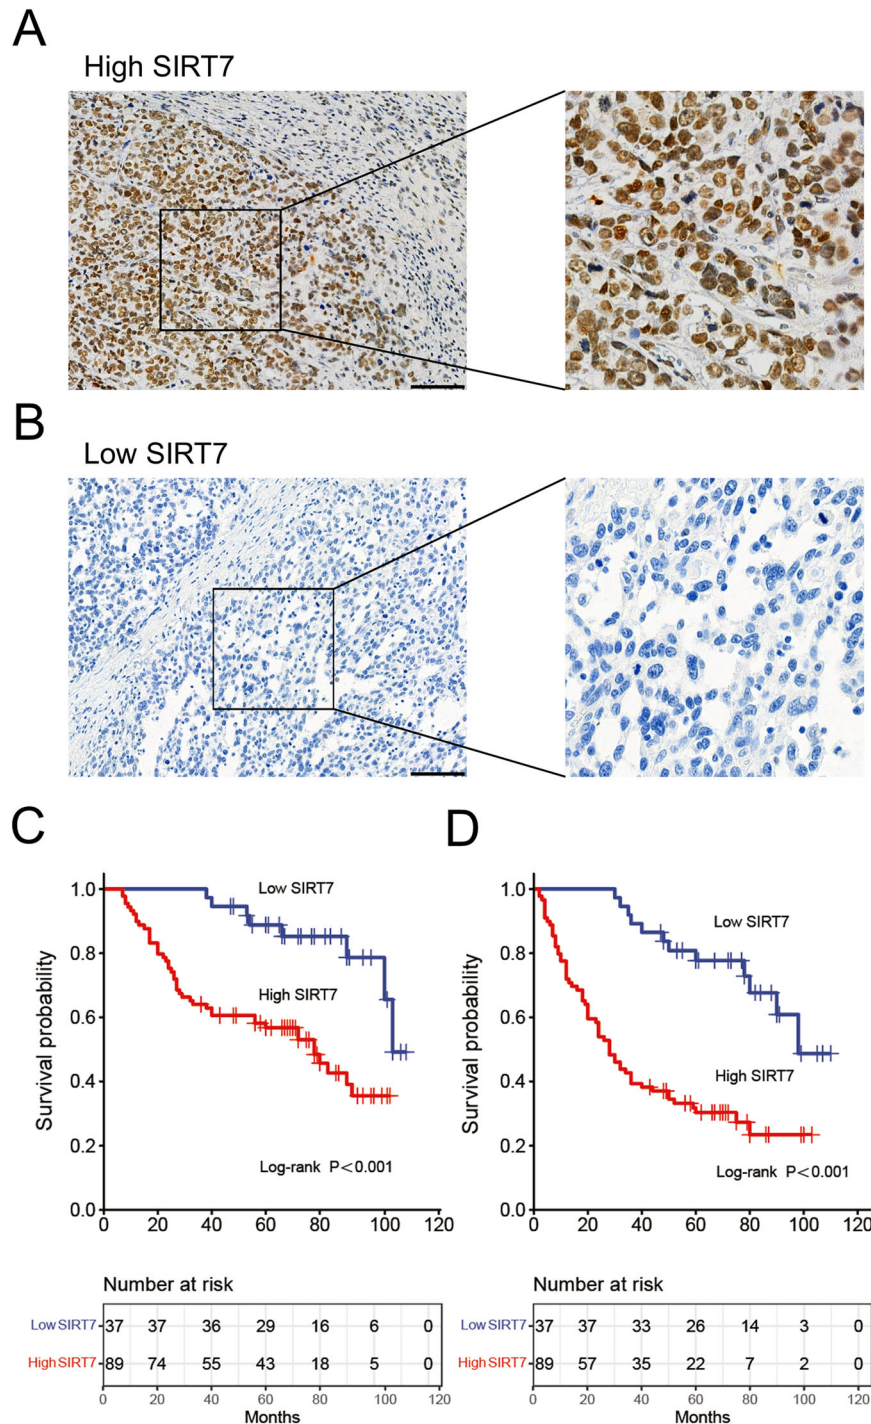 A
High SIRT7
B
Low SIRT7
C
D
Survival probability
1.0
0.8
0.6
0.4
0.2
0.0
0 20 40 60 80 100 120
Low SIRT7
High SIRT7
Log-rank P<0.001
Survival probability
1.0
0.8
0.6
0.4
0.2
0.0
0 20 40 60 80 100 120
Low SIRT7
High SIRT7
Log-rank P<0.001
Number at risk
Low SIRT7 37 37 36 29 16 6 0
High SIRT7 89 74 55 43 18 5 0
0 20 40 60 80 100 120
Months
Number at risk
Low SIRT7 37 37 33 26 14 3 0
High SIRT7 89 57 35 22 7 2 0
0 20 40 60 80 100 120
Months